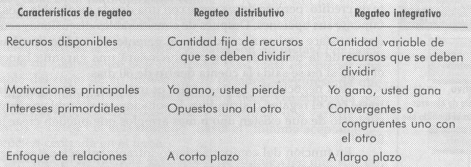 Características de regateo Regateo distributivo Regateo integrativo
Recursos disponibles Cantidad fija de recursos Cantidad variable de
que se deben dividir recursos que se deben
dividir
Motivaciones principales Yo gano, usted pierde Yo gano, usted gana
Intereses primordiales Opuestos uno al otro Convergentes o
congruentes uno con
el otro
Enfoque de relaciones A corto plazo A largo plazo